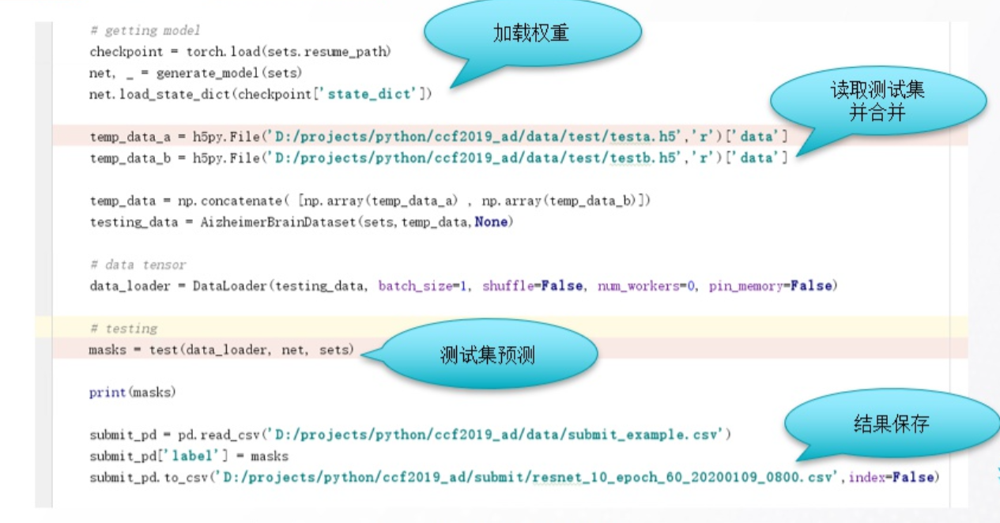 # getting model
加载权重
checkpoint = torch.load(sets.resume_path)
net, _ = generate_model(sets)
net.load_state_dict(checkpoint['state_dict'])
读取测试集
并合并
temp_data_a = h5py.File('D:/projects/python/ccf2019_ad/data/test/testa.h5','r')['data']
temp_data_b = h5py.File('D:/projects/python/ccf2019_ad/data/test/testb.h5','r')['data']
temp_data = np.concatenate( [np.array(temp_data_a) , np.array(temp_data_b)])
testing_data = AizheimerBrainDataset(sets,temp_data,None)
# data tensor
data_loader = DataLoader(testing_data, batch_size=1, shuffle=False, num_workers=0, pin_memory=False)
# testing
masks = test(data_loader, net, sets)
测试集预测
print(masks)
结果保存
submit_pd = pd.read_csv('D:/projects/python/ccf2019_ad/data/submit_example.csv')
submit_pd['label'] = masks
submit_pd.to_csv('D:/projects/python/ccf2019_ad/submit/resnet_10_epoch_60_20200109_0800.csv',index=False)